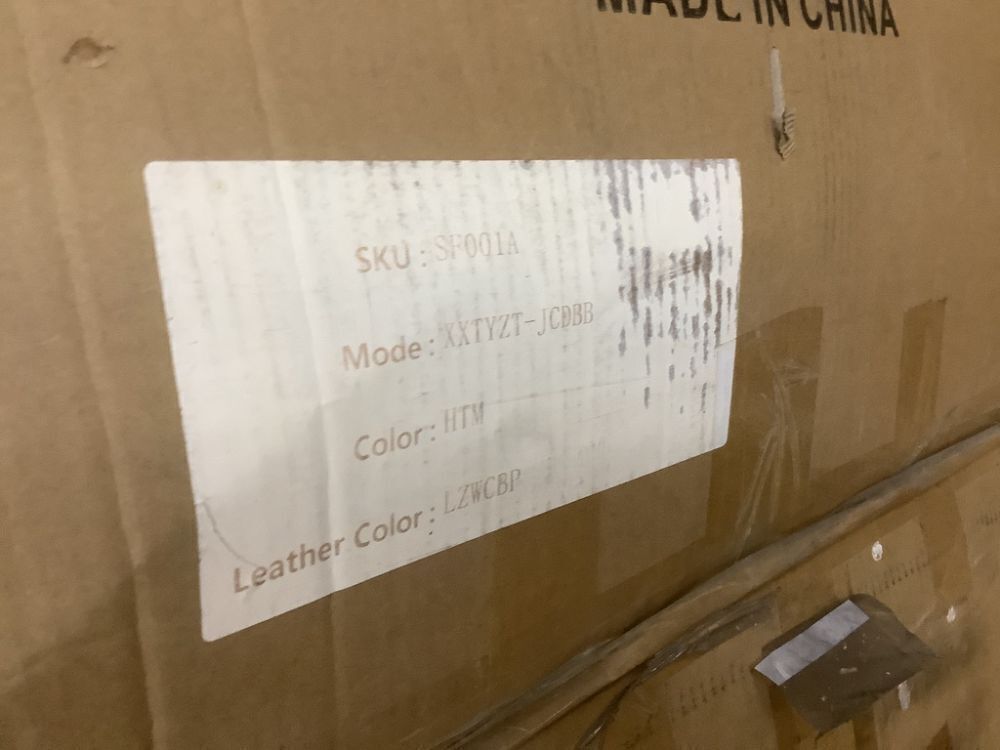 MADE IN CHINA
SKU : SF001A
Mode : XXTYZT-JCDBB
Color : HTM
Leather Color : LZWCBP